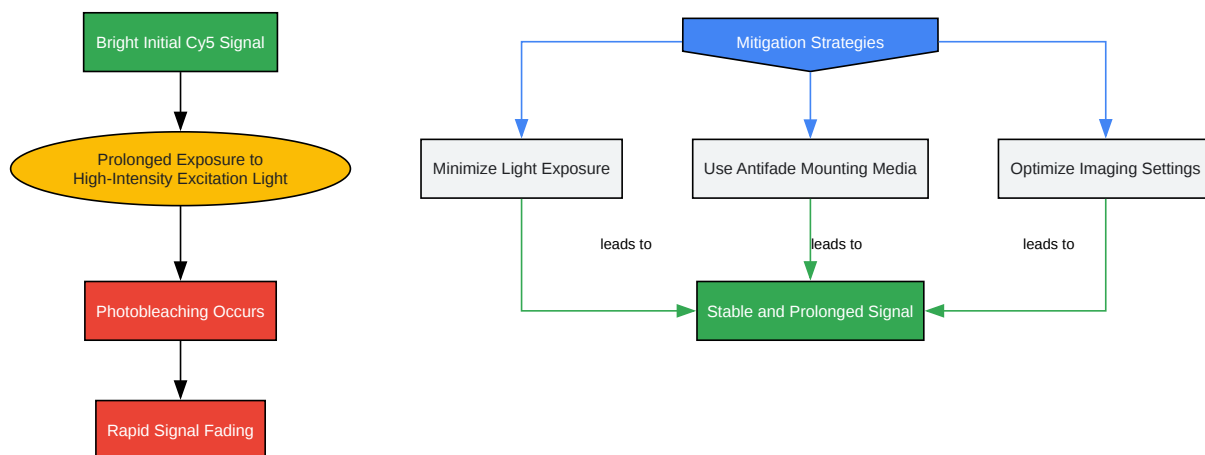 Bright Initial Cy5 Signal
Prolonged Exposure to
High-Intensity Excitation Light
Photobleaching Occurs
Rapid Signal Fading
Mitigation Strategies
Minimize Light Exposure
Use Antifade Mounting Media
Optimize Imaging Settings
leads to
leads to
leads to
Stable and Prolonged Signal